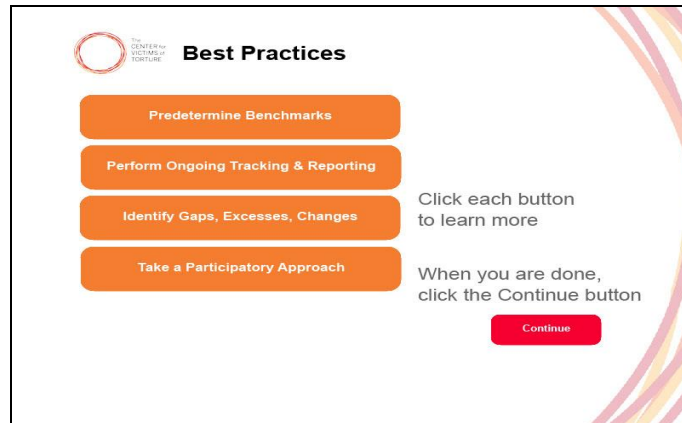 The
CENTER for
VICTIMS of
TORTURE
Best Practices
Predetermine Benchmarks
Perform Ongoing Tracking & Reporting
Identify Gaps, Excesses, Changes
Take a Participatory Approach
Click each button
to learn more
When you are done,
click the Continue button
Continue